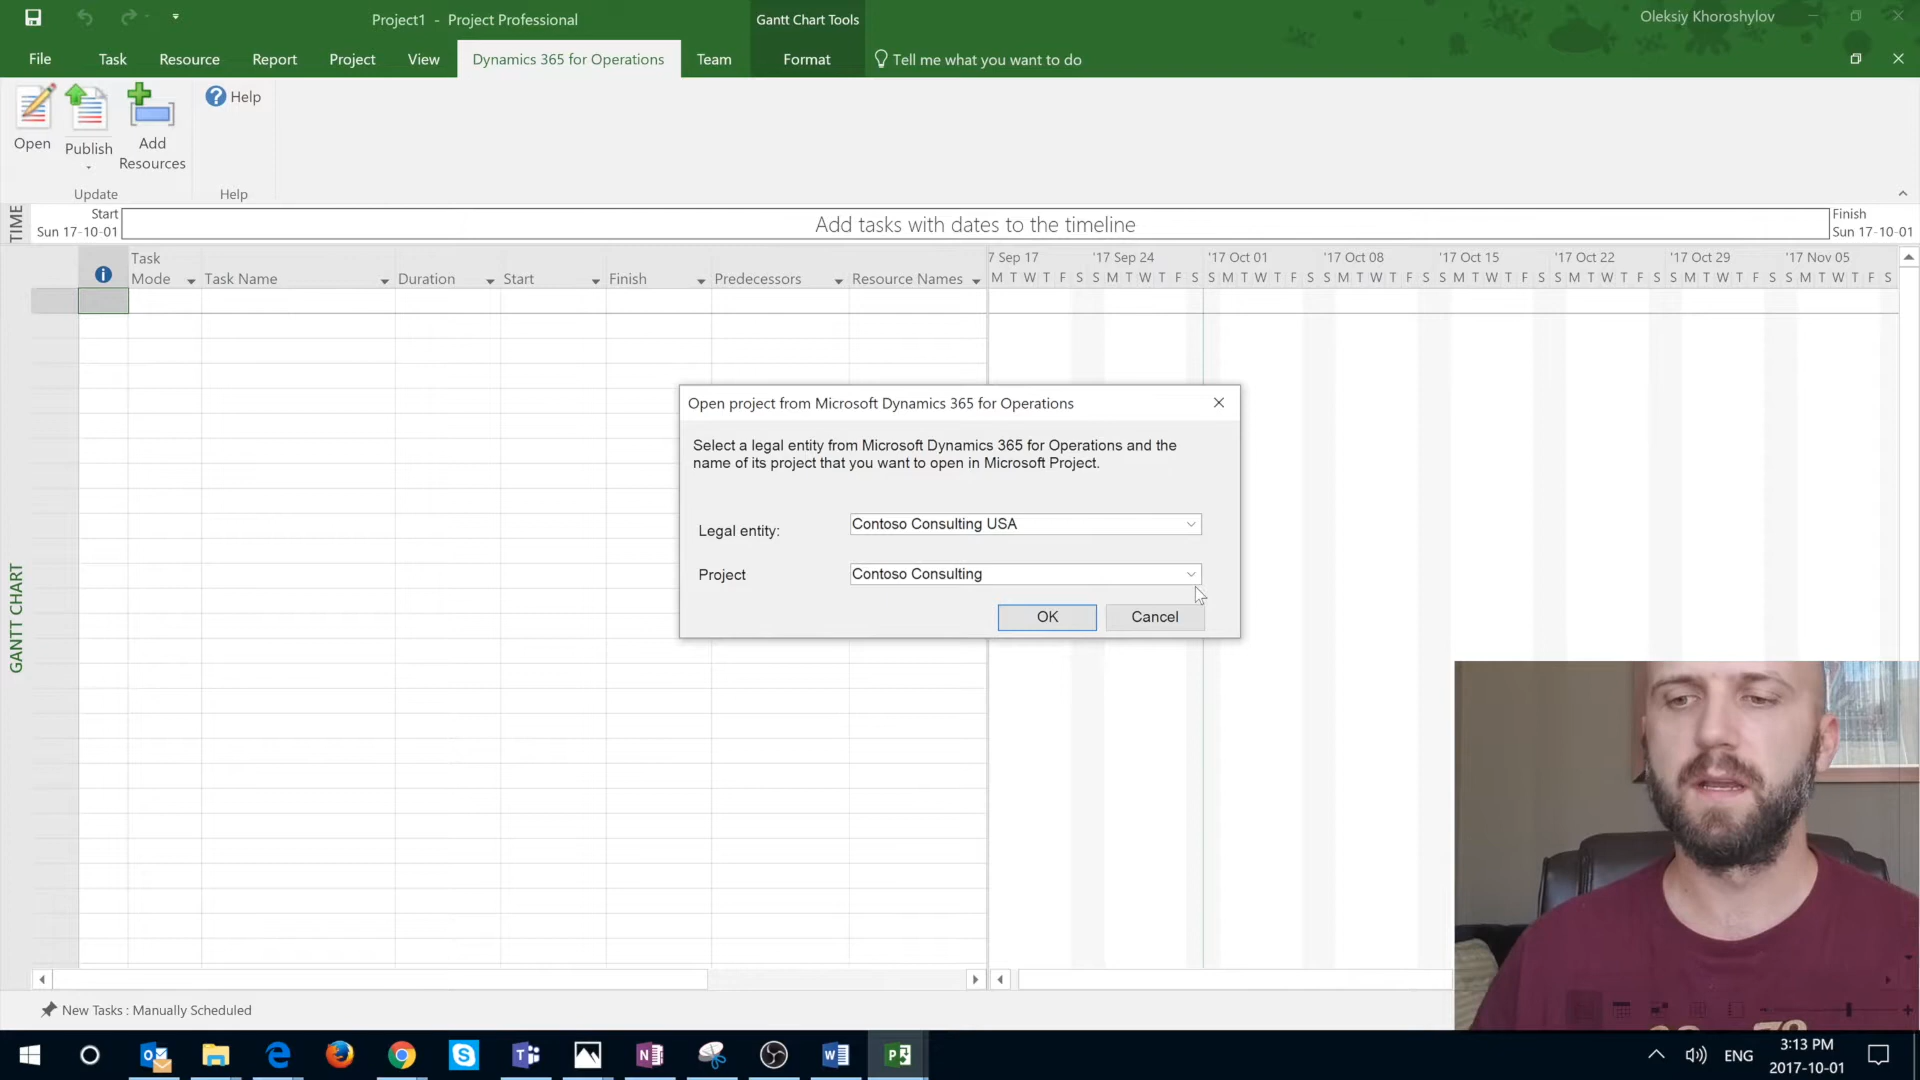 Project1 - Project Professional
Gantt Chart Tools
Oleksiy Khoroshylov
File
Task
Resource
Report
Project
View
Dynamics 365 for Operations
Team
Format
Tell me what you want to do
Open
Publish
Add
Resources
Help
Update
Help
TIME
Start
Sun 17-10-01
Add tasks with dates to the timeline
Finish
Sun 17-10-01
Task
Mode
Task Name
Duration
Start
Finish
Predecessors
Resource Names
7 Sep 17
'17 Sep 24
'17 Oct 01
'17 Oct 08
'17 Oct 15
'17 Oct 22
'17 Oct 29
'17 Nov 05
M T W T F S S M T W T F S S M T W T F S S M T W T F S S M T W T F S S M T W T F S S M T W T F S S M T W T F S
GANTT CHART
Open project from Microsoft Dynamics 365 for Operations
Select a legal entity from Microsoft Dynamics 365 for Operations and the
name of its project that you want to open in Microsoft Project.
Legal entity:
Contoso Consulting USA
Project
Contoso Consulting
OK
Cancel
New Tasks : Manually Scheduled
ENG
3:13 PM
2017-10-01